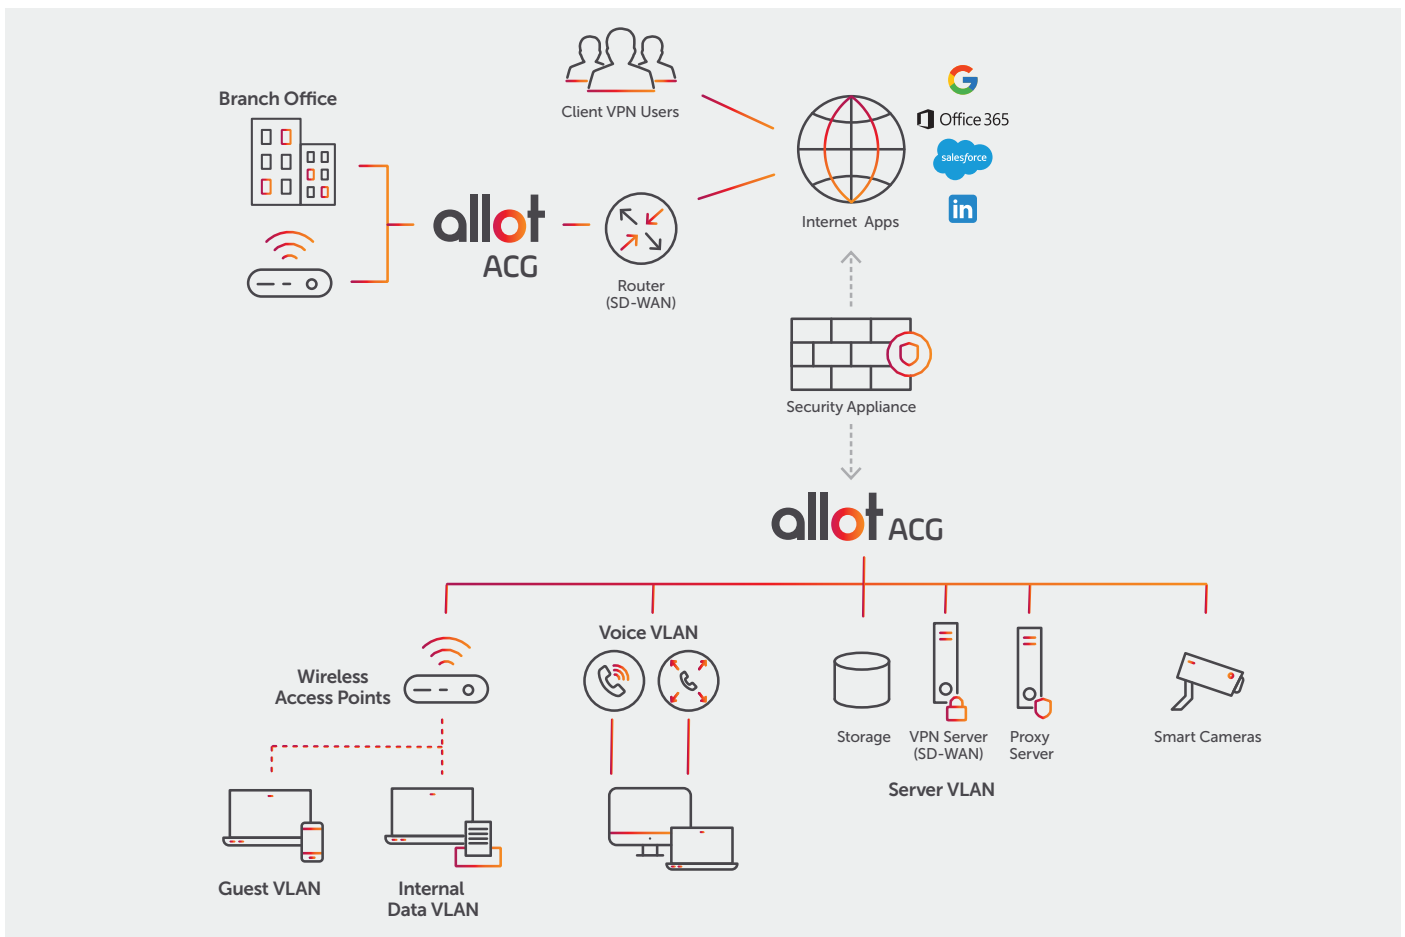 Client VPN Users
Branch Office
Office 365
salesforce
in
Internet Apps
allot
ACG
Router
(SD-WAN)
Security Appliance
allot ACG
Voice VLAN
Wireless
Access Points
Storage
VPN Server
(SD-WAN)
Proxy
Server
Smart Cameras
Server VLAN
Guest VLAN
Internal
Data VLAN